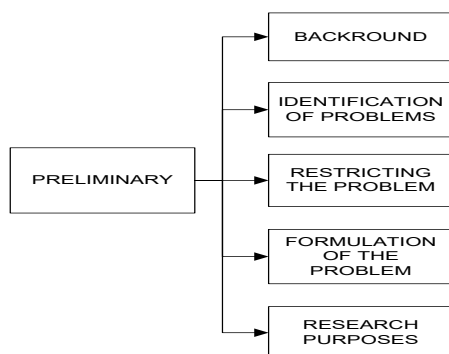 BACKROUND
IDENTIFICATION
OF PROBLEMS
PRELIMINARY
RESTRICTING
THE PROBLEM
FORMULATION
OF THE
PROBLEM
RESEARCH
PURPOSES